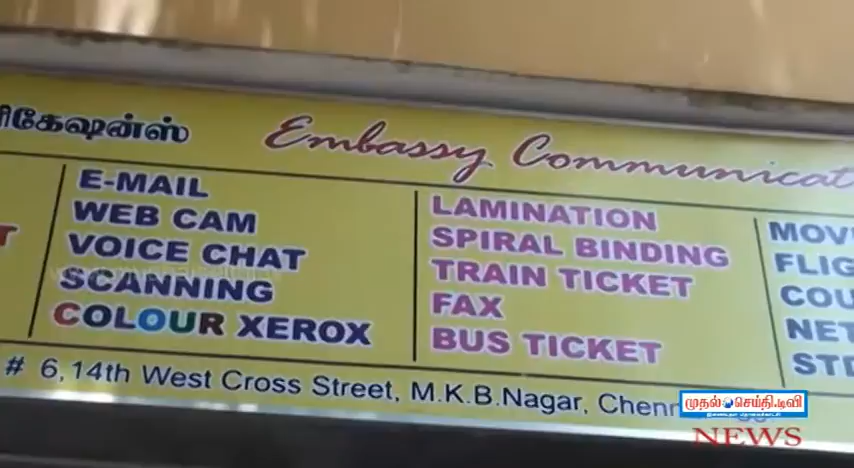 ரிகேஷன்ஸ் Embassy Communicat
E-MAIL
WEB CAM
VOICE CHAT
SCANNING
COLOUR XEROX
LAMINATION
SPIRAL BINDING
TRAIN TICKET
FAX
BUS TICKET
MOVI
FLIG
COU
NET
STD
# 6,14th West Cross Street, M.K.B.Nagar, Chenn
முதல் செய்தி.டிவி
NEWS